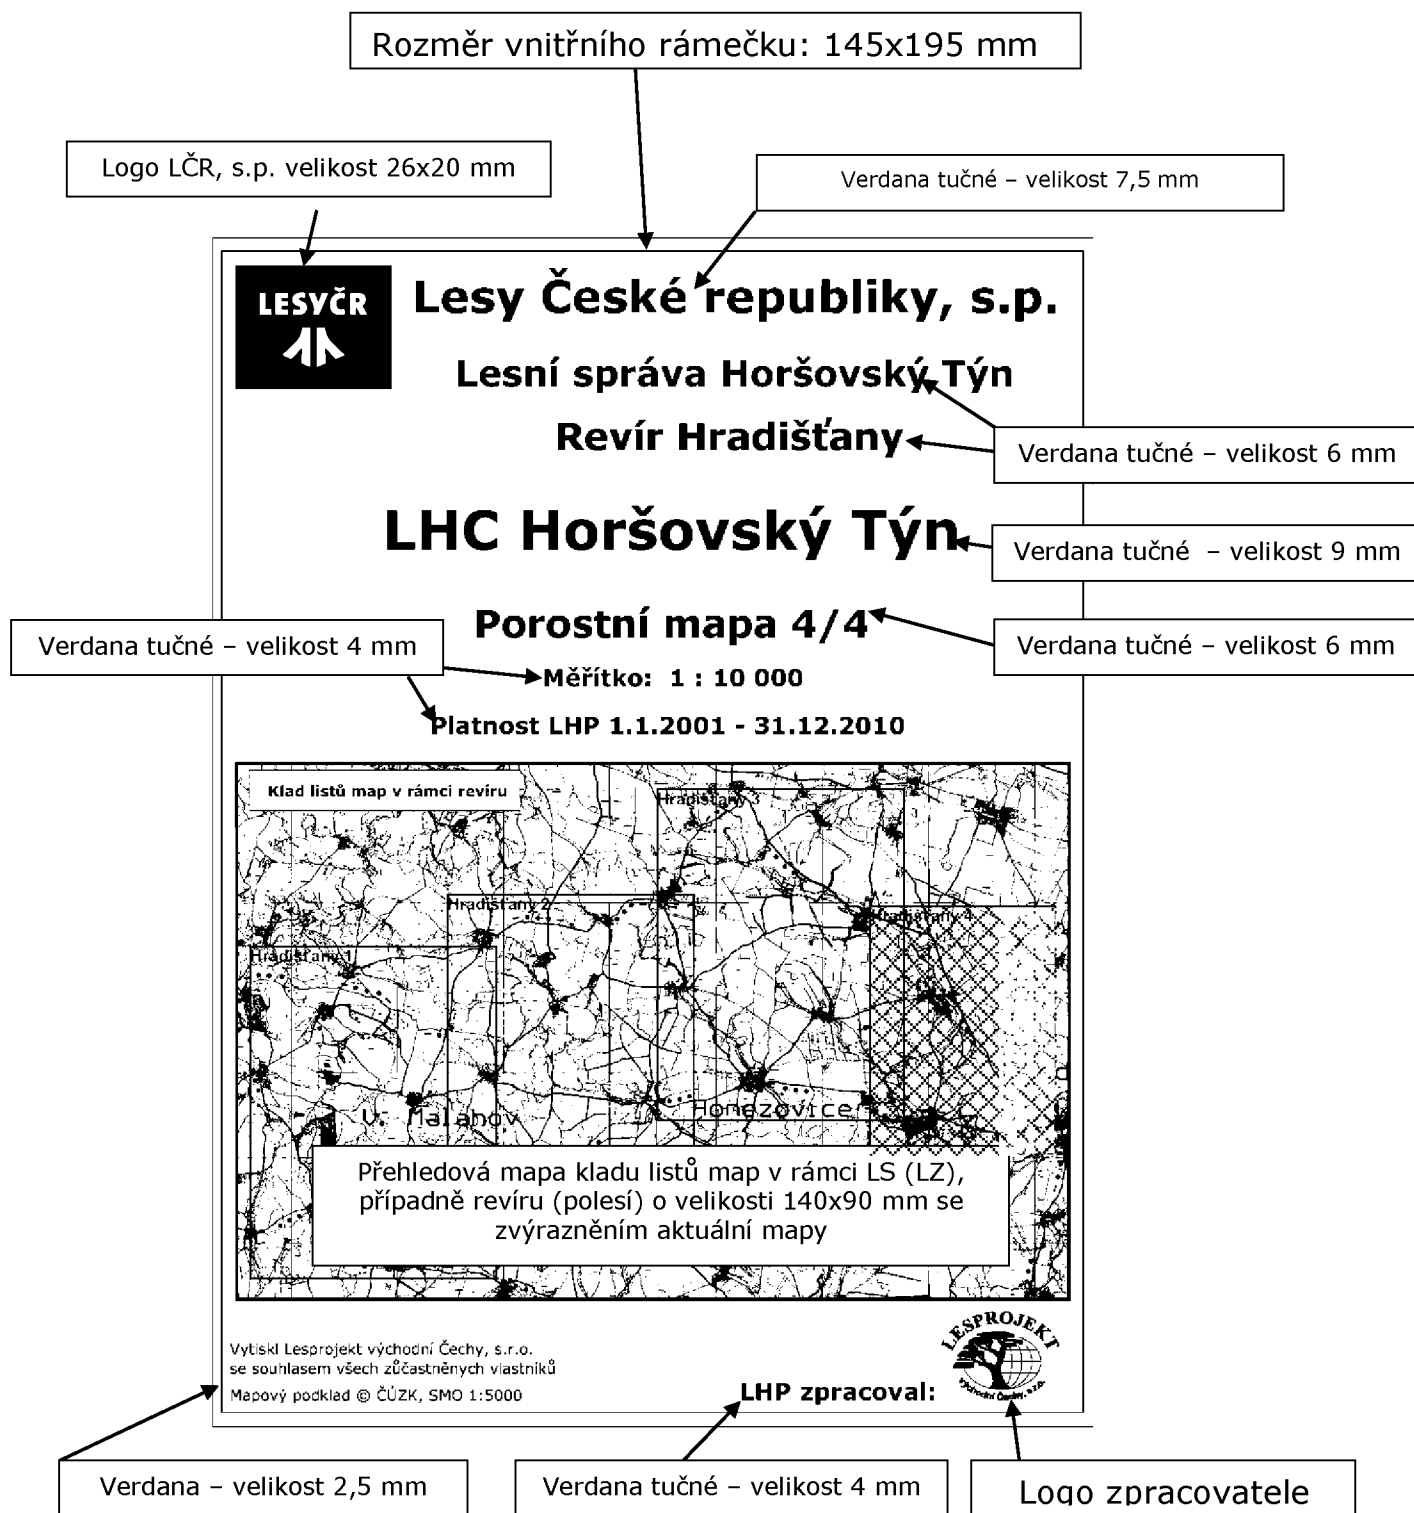 Rozměr vnitřního rámečku: 145x195 mm
Logo LČR, s.p. velikost 26x20 mm
Verdana tučné – velikost 7,5 mm
LESYČR
Lesy České republiky, s.p.
Lesní správa Horšovský Týn
Revír Hradišťany
Verdana tučné – velikost 6 mm
LHC Horšovský Týn
Verdana tučné – velikost 9 mm
Porostní mapa 4/4
Verdana tučné – velikost 4 mm
Verdana tučné – velikost 6 mm
Měřítko: 1 : 10 000
Platnost LHP 1.1.2001 - 31.12.2010
Klad listů map v rámci revíru
Hradišťany 3
Hradišťany 2
Hradišťany 4
Hradišťany 1
V. Malahov
Honezovice
Přehledová mapa kladu listů map v rámci LS (LZ),
případně revíru (polesí) o velikosti 140x90 mm se
zvýrazněním aktuální mapy
Vytiskl Lesprojekt východní Čechy, s.r.o.
se souhlasem všech zůčastněných vlastníků
Mapový podklad © ČÚZK, SMO 1:5000
LHP zpracoval:
LESPROJEKT
východní Čechy, s.r.o.
Verdana – velikost 2,5 mm
Verdana tučné – velikost 4 mm
Logo zpracovatele